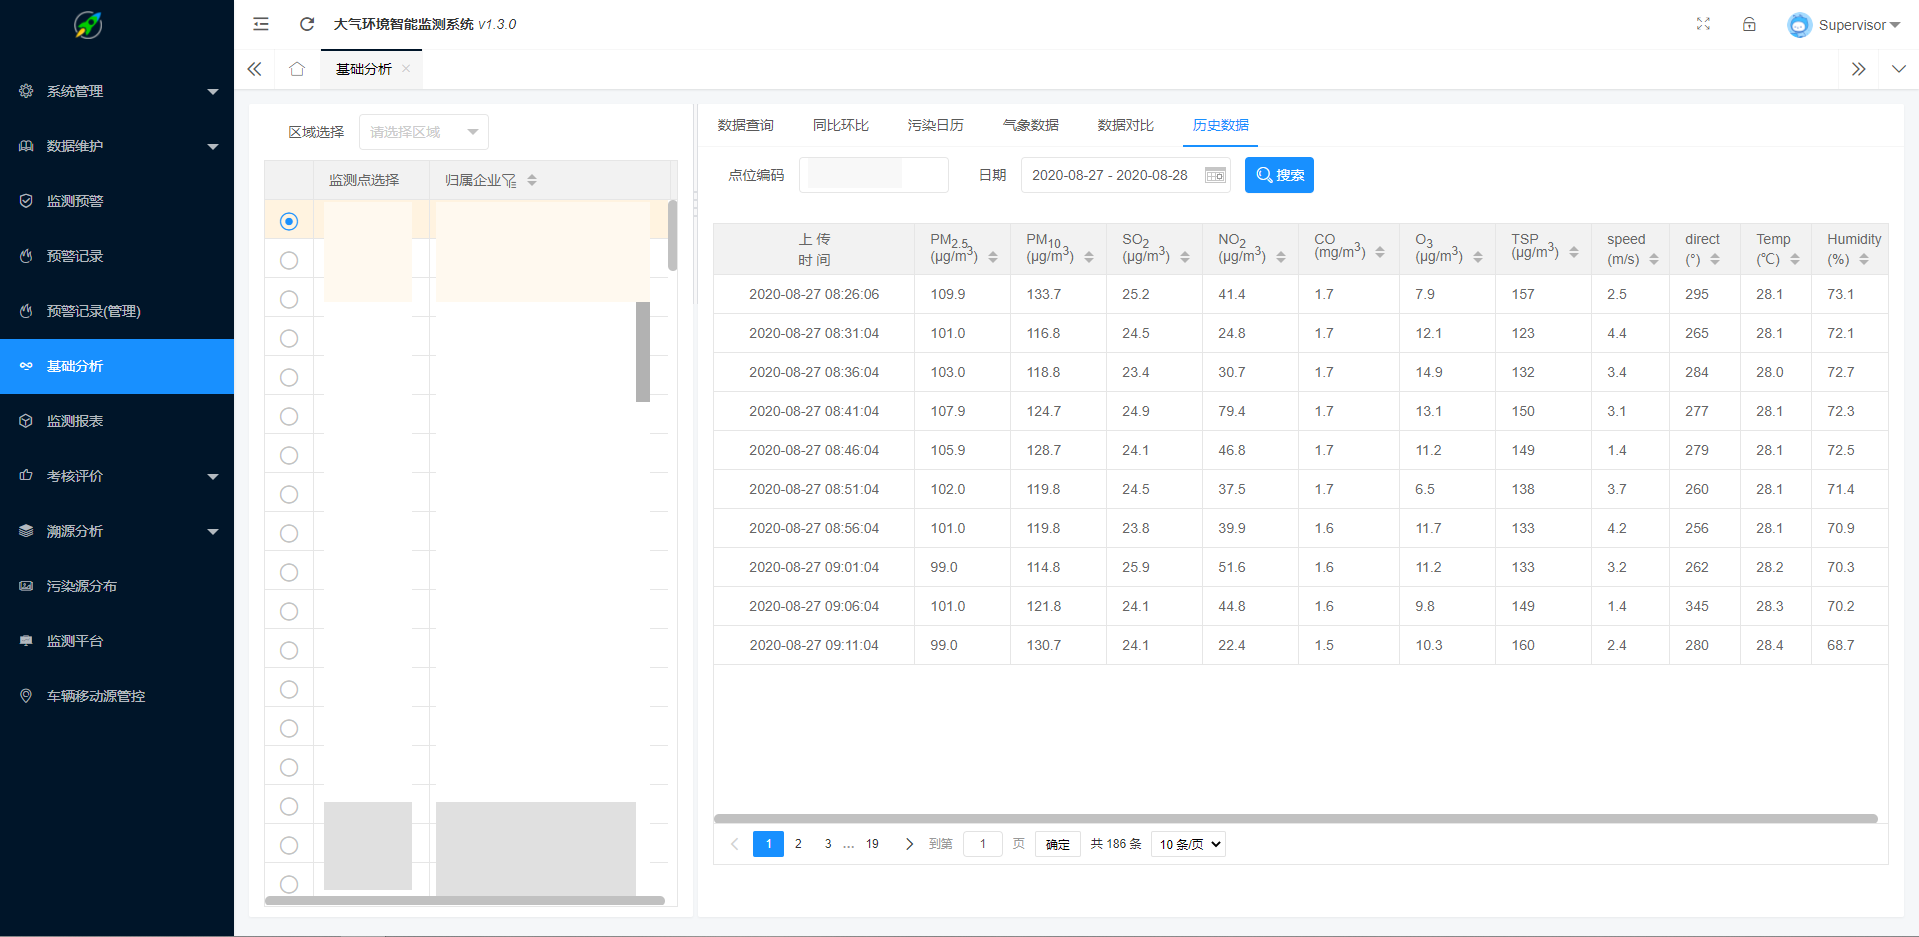 大气环境智能监测系统 v1.3.0
Supervisor
基础分析
系统管理
数据维护
监测预警
预警记录
预警记录(管理)
基础分析
监测报表
考核评价
溯源分析
污染源分布
监测平台
车辆移动源管控
区域选择 请选择区域
监测点选择 归属企业
数据查询 同比环比 污染日历 气象数据 数据对比 历史数据
点位编码 日期 2020-08-27 - 2020-08-28 搜索
上 传 PM2.5 PM10 SO2 NO2 CO O3 TSP speed direct Temp Humidity
时 间 (μg/m3) (μg/m3) (μg/m3) (μg/m3) (mg/m3) (μg/m3) (μg/m3) (m/s) (°) (℃) (%)
2020-08-27 08:26:06 109.9 133.7 25.2 41.4 1.7 7.9 157 2.5 295 28.1 73.1
2020-08-27 08:31:04 101.0 116.8 24.5 24.8 1.7 12.1 123 4.4 265 28.1 72.1
2020-08-27 08:36:04 103.0 118.8 23.4 30.7 1.7 14.9 132 3.4 284 28.0 72.7
2020-08-27 08:41:04 107.9 124.7 24.9 79.4 1.7 13.1 150 3.1 277 28.1 72.3
2020-08-27 08:46:04 105.9 128.7 24.1 46.8 1.7 11.2 149 1.4 279 28.1 72.5
2020-08-27 08:51:04 102.0 119.8 24.5 37.5 1.7 6.5 138 3.7 260 28.1 71.4
2020-08-27 08:56:04 101.0 119.8 23.8 39.9 1.6 11.7 133 4.2 256 28.1 70.9
2020-08-27 09:01:04 99.0 114.8 25.9 51.6 1.6 11.2 133 3.2 262 28.2 70.3
2020-08-27 09:06:04 101.0 121.8 24.1 44.8 1.6 9.8 149 1.4 345 28.3 70.2
2020-08-27 09:11:04 99.0 130.7 24.1 22.4 1.5 10.3 160 2.4 280 28.4 68.7
1 2 3 … 19 到第 1 页 确定 共 186 条 10 条/页